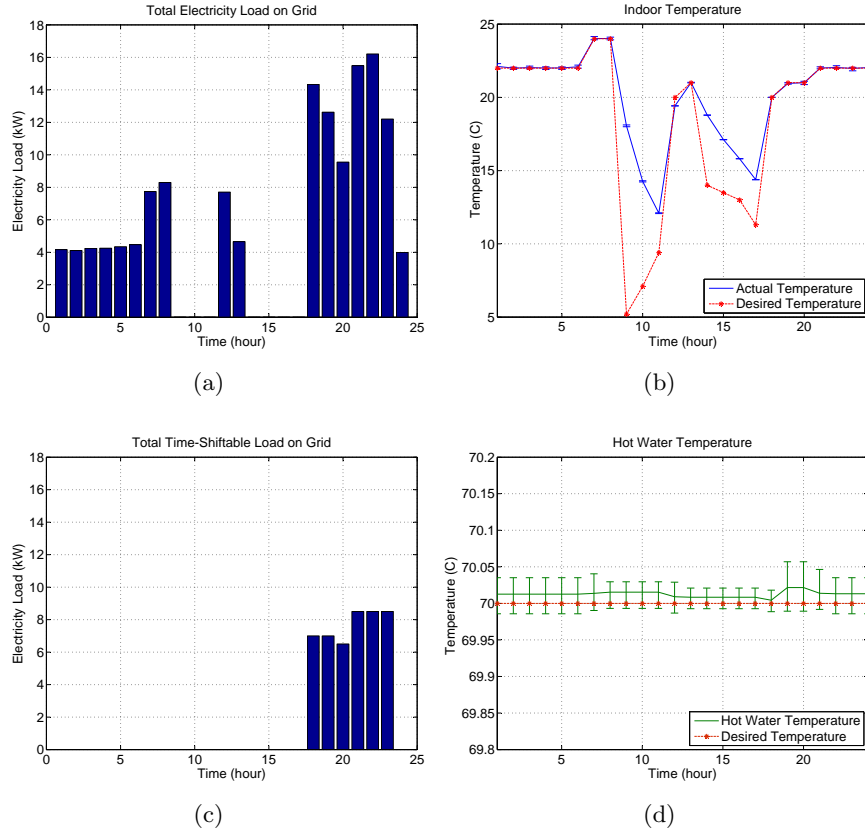 Total Electricity Load on Grid
18
16
14
12
10
8
6
4
2
0
Electricity Load (kW)
0 5 10 15 20 25
Time (hour)
(a)
Indoor Temperature
25
20
15
10
5
Temperature (C)
Actual Temperature
Desired Temperature
5 10 15 20
Time (hour)
(b)
Total Time-Shiftable Load on Grid
18
16
14
12
10
8
6
4
2
0
Electricity Load (kW)
0 5 10 15 20 25
Time (hour)
(c)
Hot Water Temperature
70.2
70.15
70.1
70.05
70
69.95
69.9
69.85
69.8
Temperature (C)
Hot Water Temperature
Desired Temperature
5 10 15 20
Time (hour)
(d)